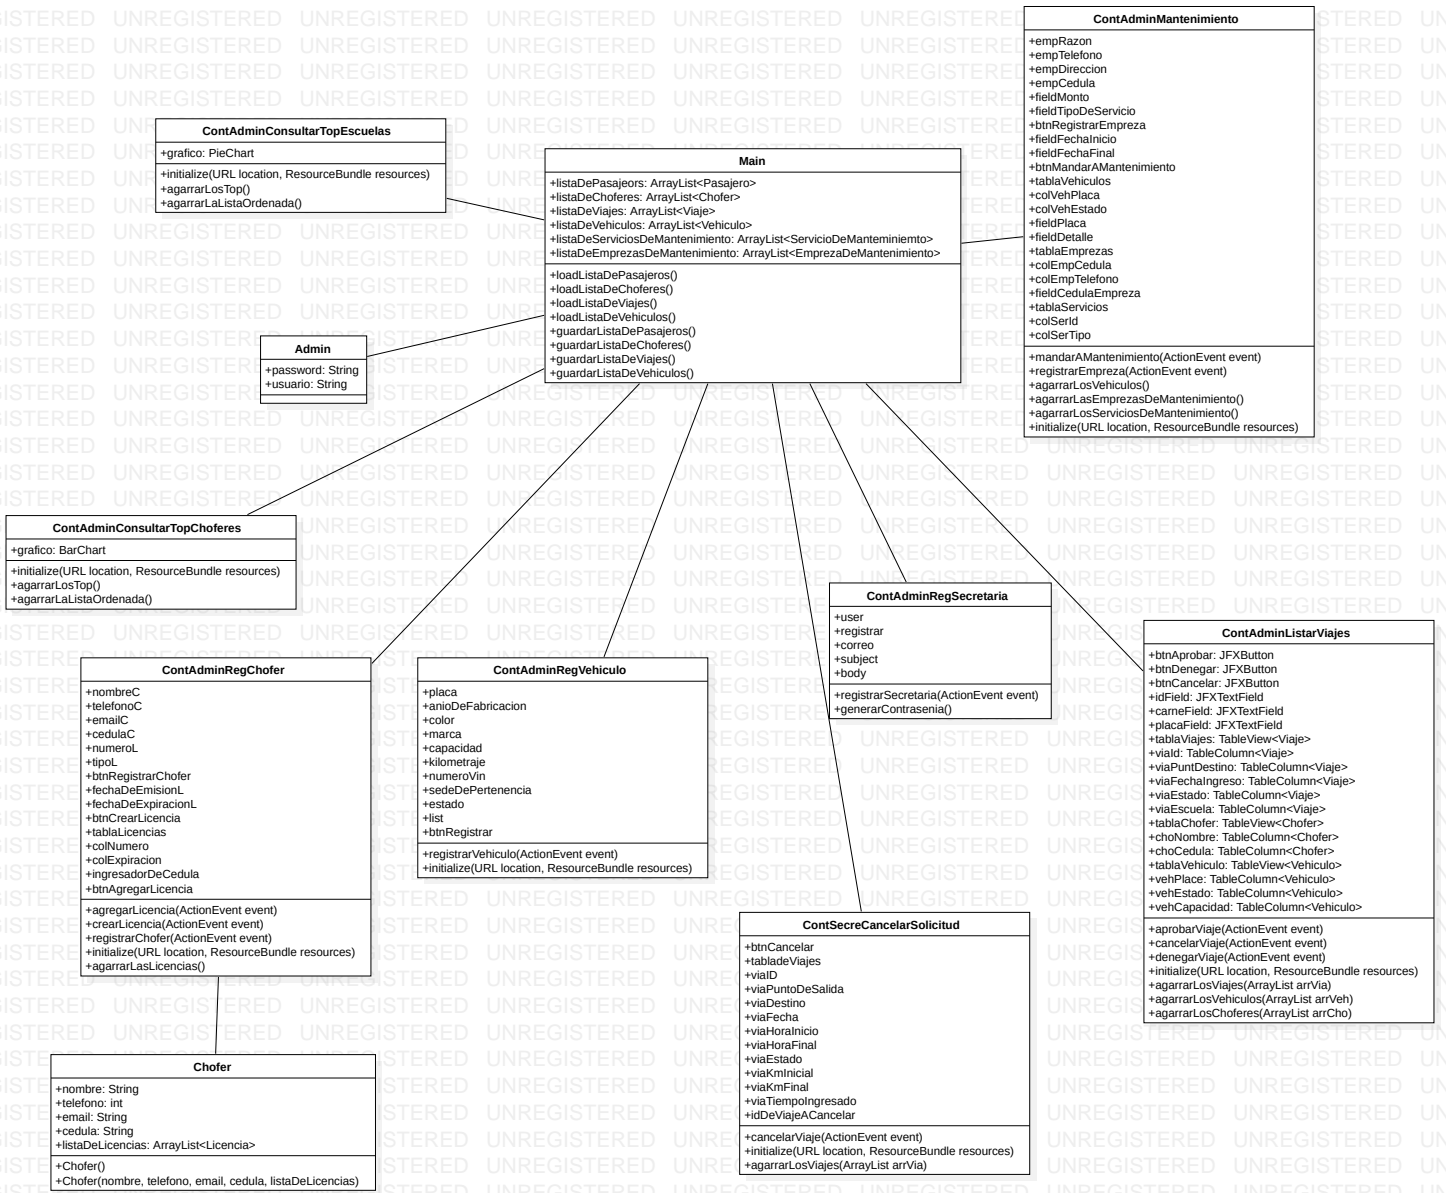 ContAdminMantenimiento
+empRazon
+empTelefono
+empDireccion
+empCedula
+fieldMonto
+fieldTipoDeServicio
+btnRegistrarEmpreza
+fieldFechaInicio
+fieldFechaFinal
+btnMandarAMantenimiento
+tablaVehiculos
+colVehPlaca
+colVehEstado
+fieldPlaca
+fieldDetalle
+tablaEmprezas
+colEmpCedula
+colEmpTelefono
+fieldCedulaEmpreza
+tablaServicios
+colSerId
+colSerTipo
+mandarAMantenimiento(ActionEvent event)
+registrarEmpreza(ActionEvent event)
+agarrarLosVehiculos()
+agarrarLasEmprezasDeMantenimiento()
+agarrarLosServiciosDeMantenimiento()
+initialize(URL location, ResourceBundle resources)
ContAdminConsultarTopEscuelas
+grafico: PieChart
+initialize(URL location, ResourceBundle resources)
+agarrarLosTop()
+agarrarLaListaOrdenada()
Main
+listaDePasajeors: ArrayList<Pasajero>
+listaDeChoferes: ArrayList<Chofer>
+listaDeViajes: ArrayList<Viaje>
+listaDeVehiculos: ArrayList<Vehiculo>
+listaDeServiciosDeMantenimiento: ArrayList<ServicioDeManteminiemto>
+listaDeEmprezasDeMantenimiento: ArrayList<EmprezaDeMantenimiento>
+loadListaDePasajeros()
+loadListaDeChoferes()
+loadListaDeViajes()
+loadListaDeVehiculos()
+guardarListaDePasajeros()
+guardarListaDeChoferes()
+guardarListaDeViajes()
+guardarListaDeVehiculos()
Admin
+password: String
+usuario: String
ContAdminConsultarTopChoferes
+grafico: BarChart
+initialize(URL location, ResourceBundle resources)
+agarrarLosTop()
+agarrarLaListaOrdenada()
ContAdminRegChofer
+nombreC
+telefonoC
+emailC
+cedulaC
+numeroL
+tipoL
+btnRegistrarChofer
+fechaDeEmisionL
+fechaDeExpiracionL
+btnCrearLicencia
+tablaLicencias
+colNumero
+colExpiracion
+ingresadorDeCedula
+btnAgregarLicencia
+agregarLicencia(ActionEvent event)
+crearLicencia(ActionEvent event)
+registrarChofer(ActionEvent event)
+initialize(URL location, ResourceBundle resources)
+agarrarLasLicencias()
ContAdminRegVehiculo
+placa
+anioDeFabricacion
+color
+marca
+capacidad
+kilometraje
+numeroVin
+sedeDePertenencia
+estado
+list
+btnRegistrar
+registrarVehiculo(ActionEvent event)
+initialize(URL location, ResourceBundle resources)
ContAdminRegSecretaria
+user
+registrar
+correo
+subject
+body
+registrarSecretaria(ActionEvent event)
+generarContrasenia()
ContAdminListarViajes
+btnAprobar: JFXButton
+btnDenegar: JFXButton
+btnCancelar: JFXButton
+idField: JFXTextField
+carneField: JFXTextField
+placaField: JFXTextField
+tablaViajes: TableView<Viaje>
+viaId: TableColumn<Viaje>
+viaPuntDestino: TableColumn<Viaje>
+viaFechaIngreso: TableColumn<Viaje>
+viaEstado: TableColumn<Viaje>
+viaEscuela: TableColumn<Viaje>
+tablaChofer: TableView<Chofer>
+choNombre: TableColumn<Chofer>
+choCedula: TableColumn<Chofer>
+tablaVehiculo: TableView<Vehiculo>
+vehPlace: TableColumn<Vehiculo>
+vehEstado: TableColumn<Vehiculo>
+vehCapacidad: TableColumn<Vehiculo>
+aprobarViaje(ActionEvent event)
+cancelarViaje(ActionEvent event)
+denegarViaje(ActionEvent event)
+initialize(URL location, ResourceBundle resources)
+agarrarLosViajes(ArrayList arrVia)
+agarrarLosVehiculos(ArrayList arrVeh)
+agarrarLosChoferes(ArrayList arrCho)
ContSecreCancelarSolicitud
+btnCancelar
+tabladeViajes
+viaID
+viaPuntoDeSalida
+viaDestino
+viaFecha
+viaHoraInicio
+viaHoraFinal
+viaEstado
+viaKmInicial
+viaKmFinal
+viaTiempoIngresado
+idDeViajeACancelar
+cancelarViaje(ActionEvent event)
+initialize(URL location, ResourceBundle resources)
+agarrarLosViajes(ArrayList arrVia)
Chofer
+nombre: String
+telefono: int
+email: String
+cedula: String
+listaDeLicencias: ArrayList<Licencia>
+Chofer()
+Chofer(nombre, telefono, email, cedula, listaDeLicencias)